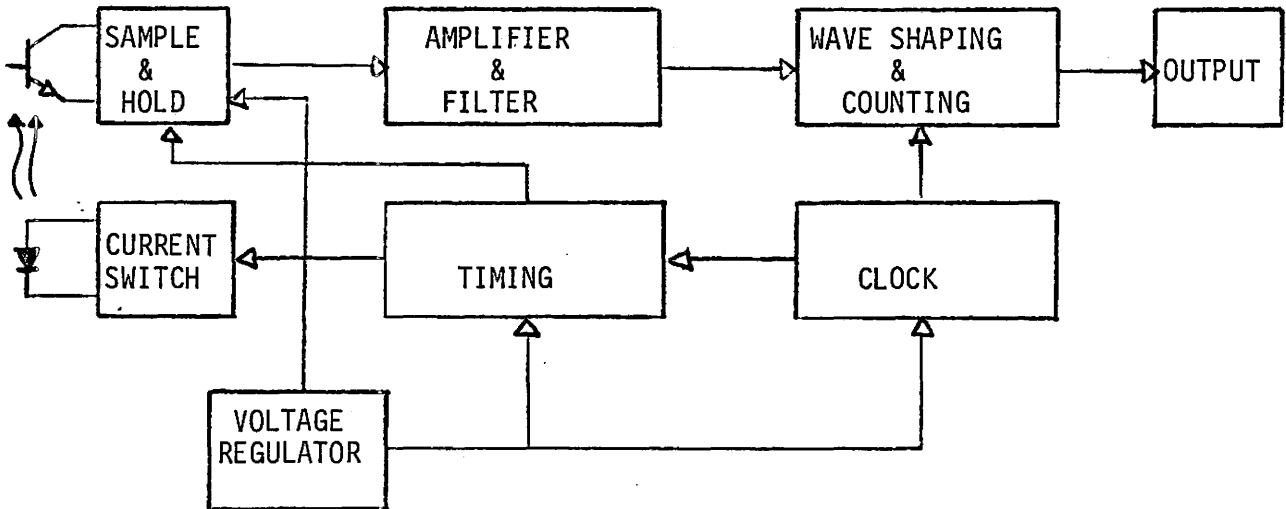 SAMPLE
&
HOLD
AMPLIFIER
&
FILTER
WAVE SHAPING
&
COUNTING
OUTPUT
CURRENT
SWITCH
TIMING
CLOCK
VOLTAGE
REGULATOR